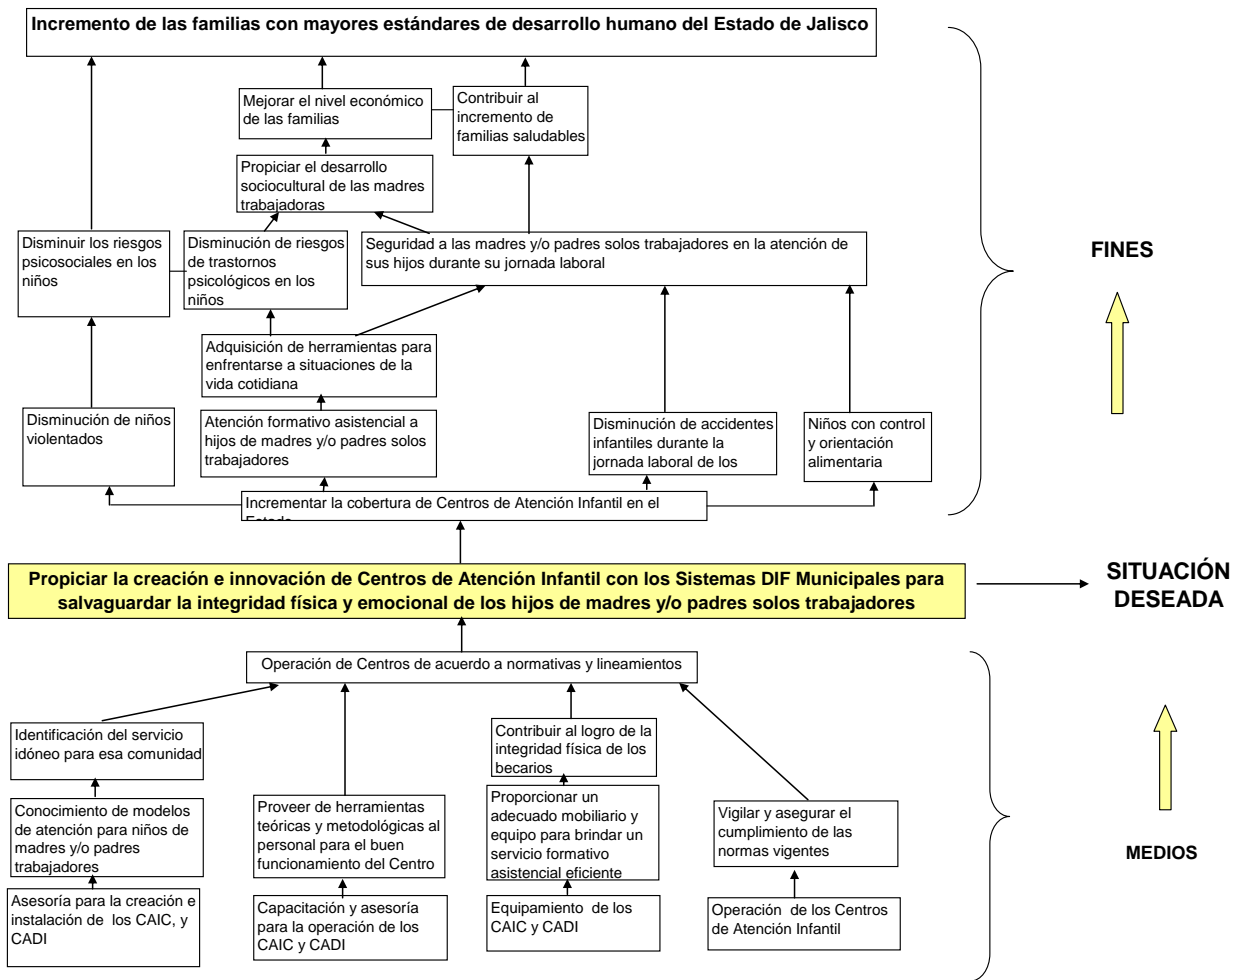 Incremento de las familias con mayores estándares de desarrollo humano del Estado de Jalisco
Mejorar el nivel económico
de las familias
Contribuir al
incremento de
familias saludables
Propiciar el desarrollo
sociocultural de las madres
trabajadoras
Disminuir los riesgos
psicosociales en los
niños
Disminución de riesgos
de trastornos
psicológicos en los
niños
Seguridad a las madres y/o padres solos trabajadores en la atención de
sus hijos durante su jornada laboral
FINES
Adquisición de herramientas para
enfrentarse a situaciones de la
vida cotidiana
Disminución de niños
violentados
Atención formativo asistencial a
hijos de madres y/o padres solos
trabajadores
Disminución de accidentes
infantiles durante la
jornada laboral de los
Niños con control
y orientación
alimentaria
Incrementar la cobertura de Centros de Atención Infantil en el
Propiciar la creación e innovación de Centros de Atención Infantil con los Sistemas DIF Municipales para
salvaguardar la integridad física y emocional de los hijos de madres y/o padres solos trabajadores
SITUACIÓN
DESEADA
Operación de Centros de acuerdo a normativas y lineamientos
Identificación del servicio
idóneo para esa comunidad
Contribuir al logro de la
integridad física de los
becarios
Conocimiento de modelos
de atención para niños de
madres y/o padres
trabajadores
Proveer de herramientas
teóricas y metodológicas al
personal para el buen
funcionamiento del Centro
Proporcionar un
adecuado mobiliario y
equipo para brindar un
servicio formativo
asistencial eficiente
Vigilar y asegurar el
cumplimiento de las
normas vigentes
MEDIOS
Asesoría para la creación e
instalación de los CAIC, y
CADI
Capacitación y asesoría
para la operación de los
CAIC y CADI
Equipamiento de los
CAIC y CADI
Operación de los Centros
de Atención Infantil